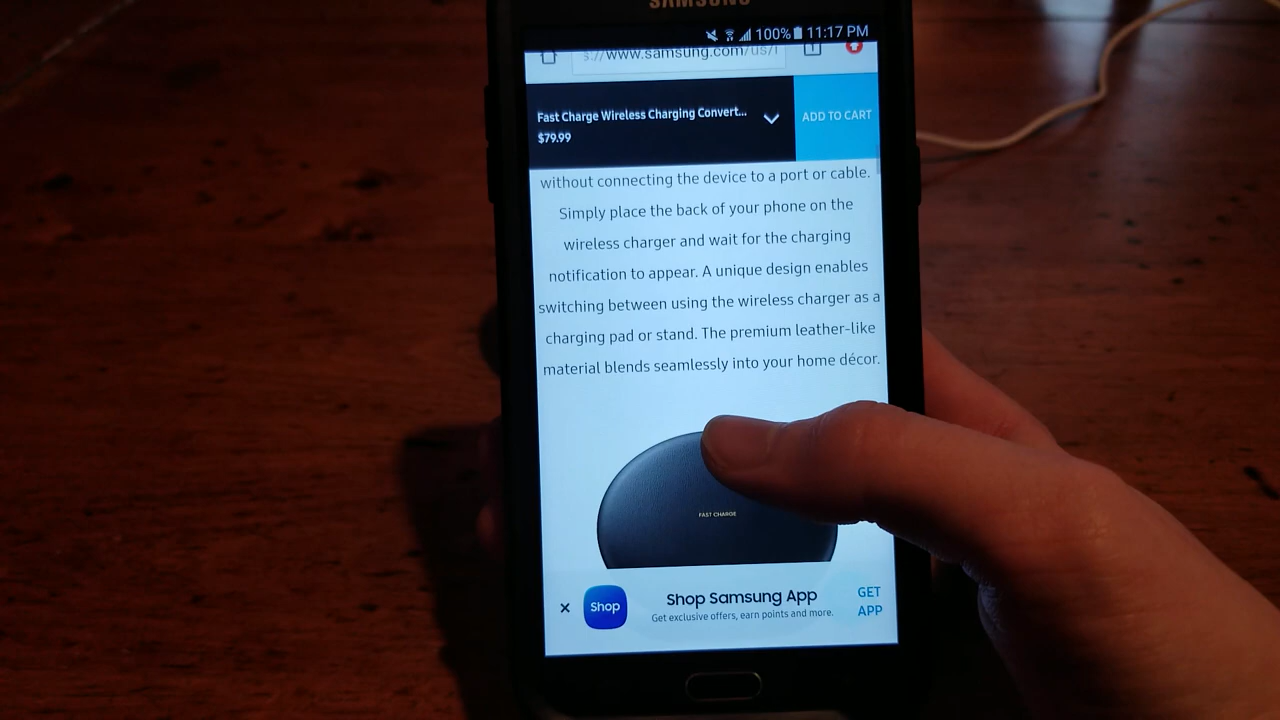 SAMSUNG
100% 11:17 PM
s://www.samsung.com/us/
Fast Charge Wireless Charging Convert...
$79.99
ADD TO CART
without connecting the device to a port or cable.
Simply place the back of your phone on the
wireless charger and wait for the charging
notification to appear. A unique design enables
switching between using the wireless charger as a
charging pad or stand. The premium leather-like
material blends seamlessly into your home décor.
FAST CHARGE
Shop
Shop Samsung App
Get exclusive offers, earn points and more.
GET
APP